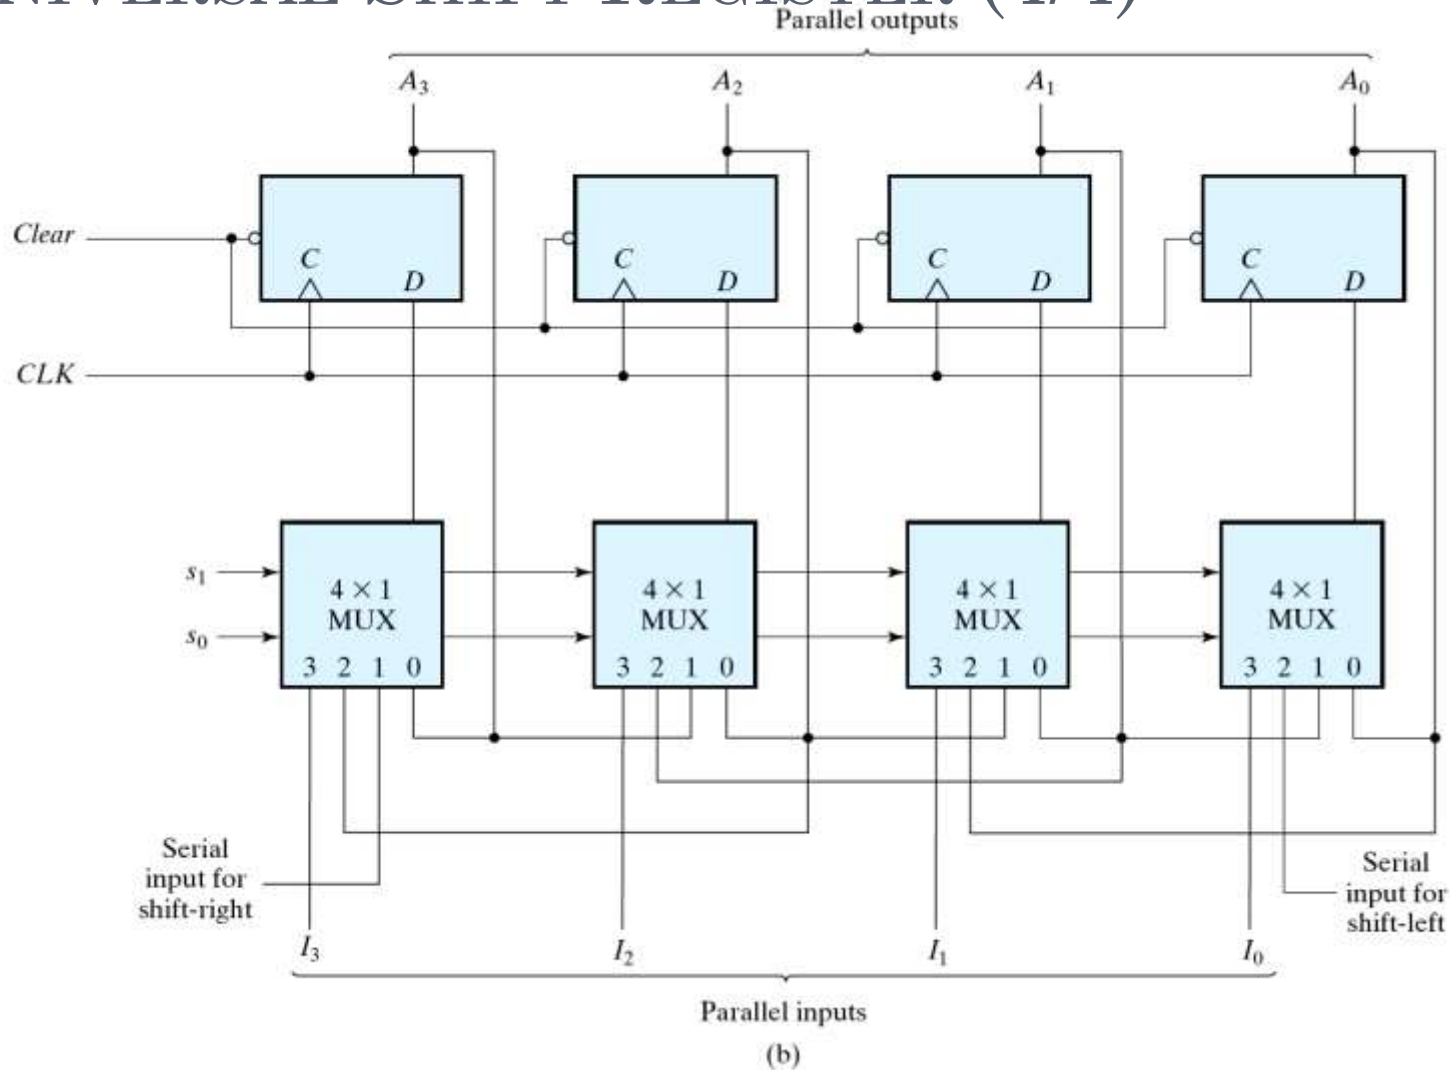 Parallel outputs
A3 A2 A1 A0
Clear
C D C D C D C D
CLK
s1
s0
4 × 1 4 × 1 4 × 1 4 × 1
MUX MUX MUX MUX
3 2 1 0 3 2 1 0 3 2 1 0 3 2 1 0
Serial
input for
shift-right
Serial
input for
shift-left
I3 I2 I1 I0
Parallel inputs
(b)